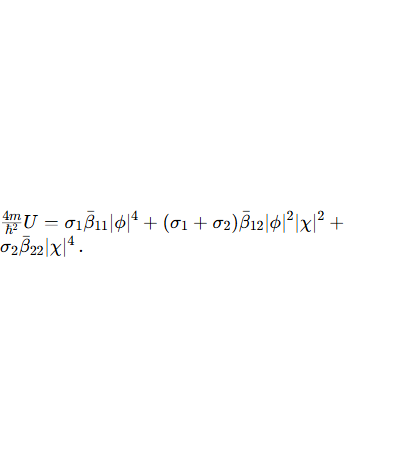 4m/ħ² U = σ₁β̄₁₁|ϕ|⁴ + (σ₁ + σ₂)β̄₁₂|ϕ|²|χ|² +
σ₂β̄₂₂|χ|⁴ .